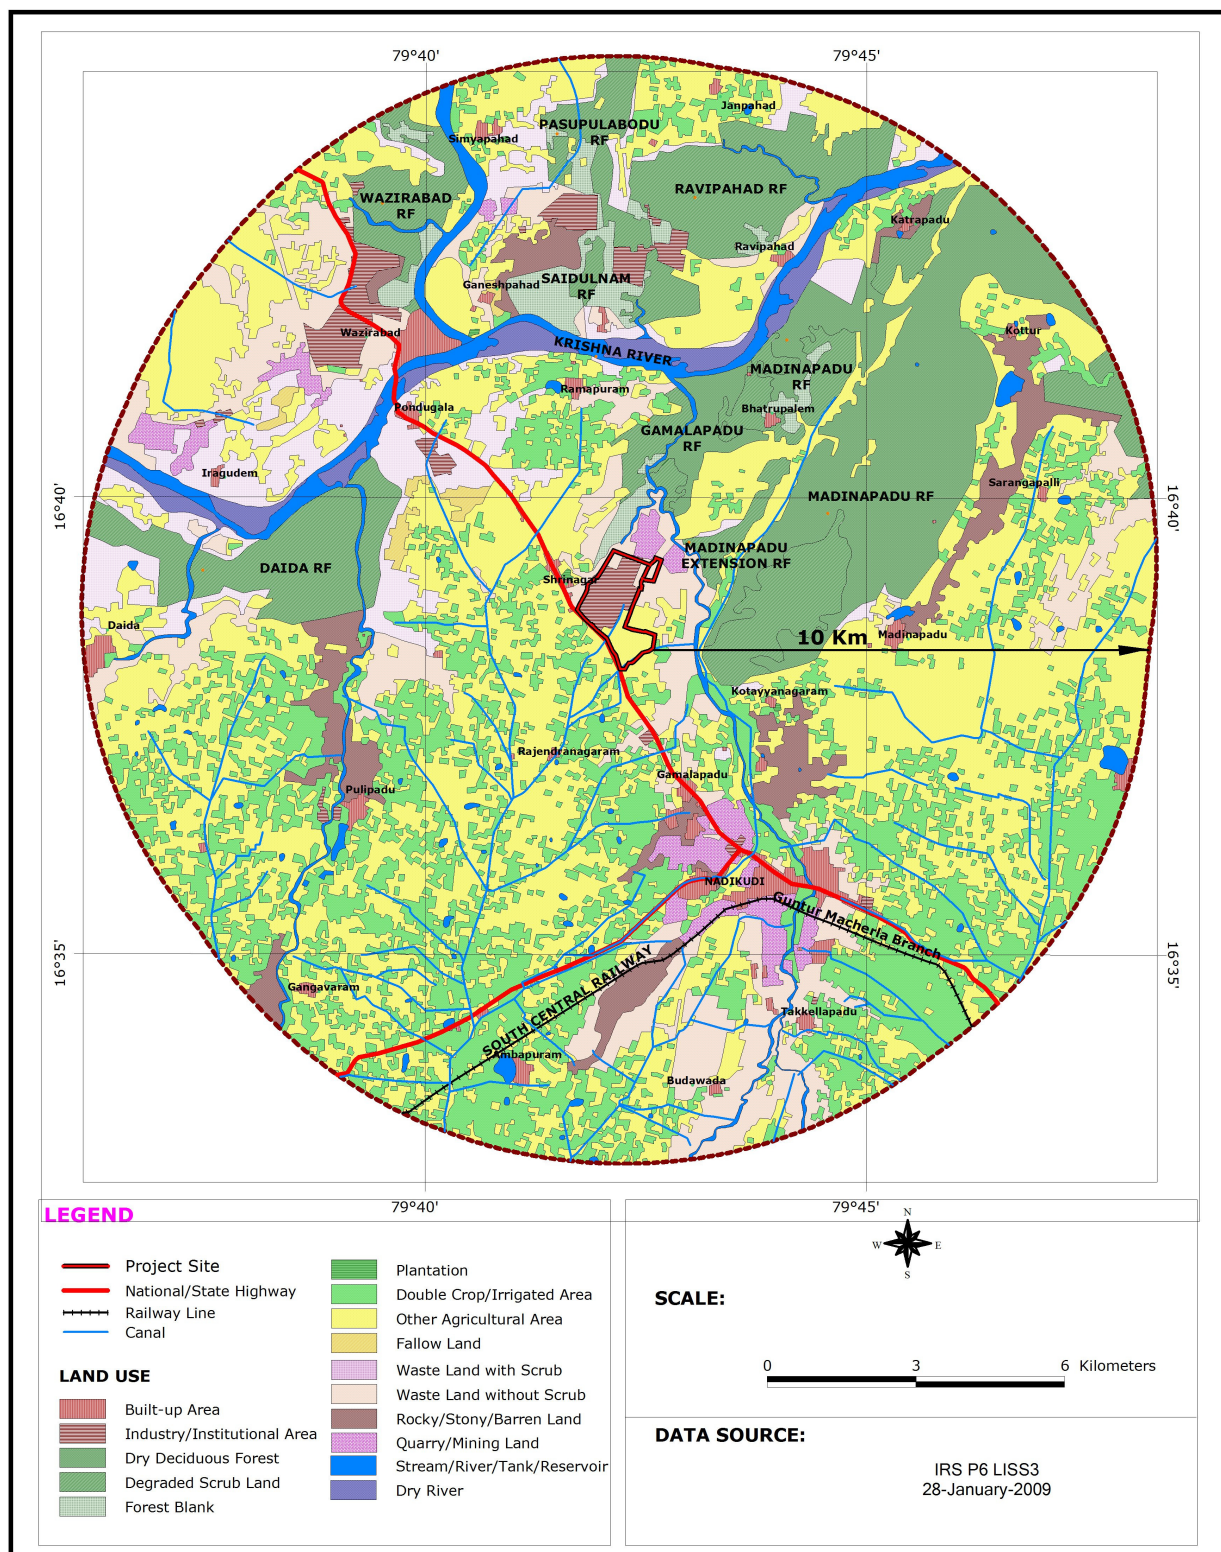 79°40'
79°45'
Janpahad
PASUPULABODU
RF
Simyapahad
RAVIPAHAD RF
WAZIRABAD
RF
Katrapadu
Ravipahad
SAIDULNAM
RF
Ganeshpahad
Kottur
Wazirabad
KRISHNA RIVER
MADINAPADU
RF
Ramapuram
Pondugala
Bhatrupalem
GAMALAPADU
RF
Iragudem
Sarangapalli
16°40'
16°40'
MADINAPADU RF
MADINAPADU
EXTENSION RF
DAIDA RF
Shrinagar
Daida
10 Km
Madinapadu
Kotayyanagaram
Rajendranagaram
Gamalapadu
Pulipadu
NADIKUDI
Guntur Macherla Branch
16°35'
16°35'
SOUTH CENTRAL RAILWAY
Gangavaram
Takkellapadu
Ambapuram
Budawada
79°40'
79°45'
LEGEND
Project Site
National/State Highway
Railway Line
Canal
LAND USE
Built-up Area
Industry/Institutional Area
Dry Deciduous Forest
Degraded Scrub Land
Forest Blank
Plantation
Double Crop/Irrigated Area
Other Agricultural Area
Fallow Land
Waste Land with Scrub
Waste Land without Scrub
Rocky/Stony/Barren Land
Quarry/Mining Land
Stream/River/Tank/Reservoir
Dry River
N
W E
S
SCALE:
0 3 6 Kilometers
DATA SOURCE:
IRS P6 LISS3
28-January-2009